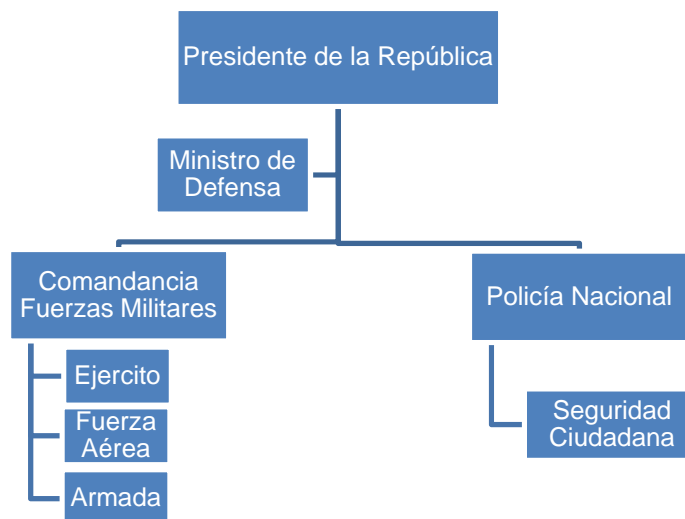 Presidente de la República
Ministro de
Defensa
Comandancia
Fuerzas Militares
Policía Nacional
Ejercito
Fuerza
Aérea
Armada
Seguridad
Ciudadana